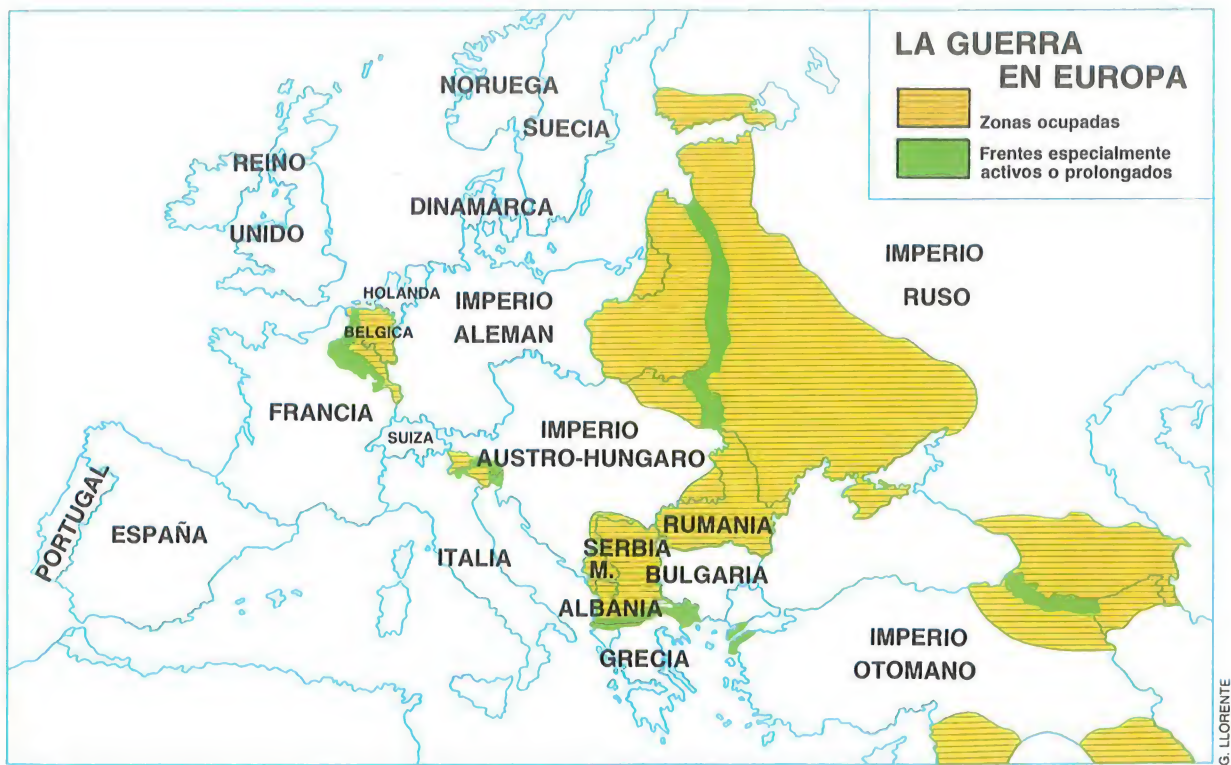 LA GUERRA
EN EUROPA
Zonas ocupadas
Frentes especialmente
activos o prolongados
NORUEGA
SUECIA
REINO
UNIDO
DINAMARCA
HOLANDA
BELGICA
IMPERIO
ALEMAN
IMPERIO
RUSO
FRANCIA
SUIZA
IMPERIO
AUSTRO-HUNGARO
PORTUGAL
ESPAÑA
ITALIA
RUMANIA
SERBIA
M.
BULGARIA
ALBANIA
GRECIA
IMPERIO
OTOMANO
G. LLORENTE